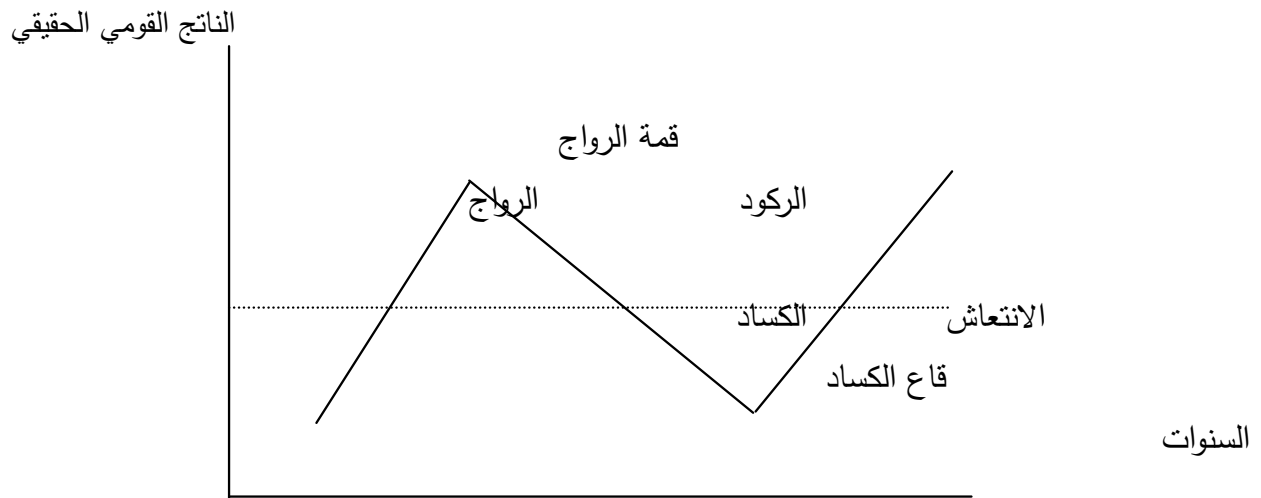 الناتج القومي الحقيقي
قمة الرواج
الرواج
الركود
الكساد
الانتعاش
قاع الكساد
السنوات